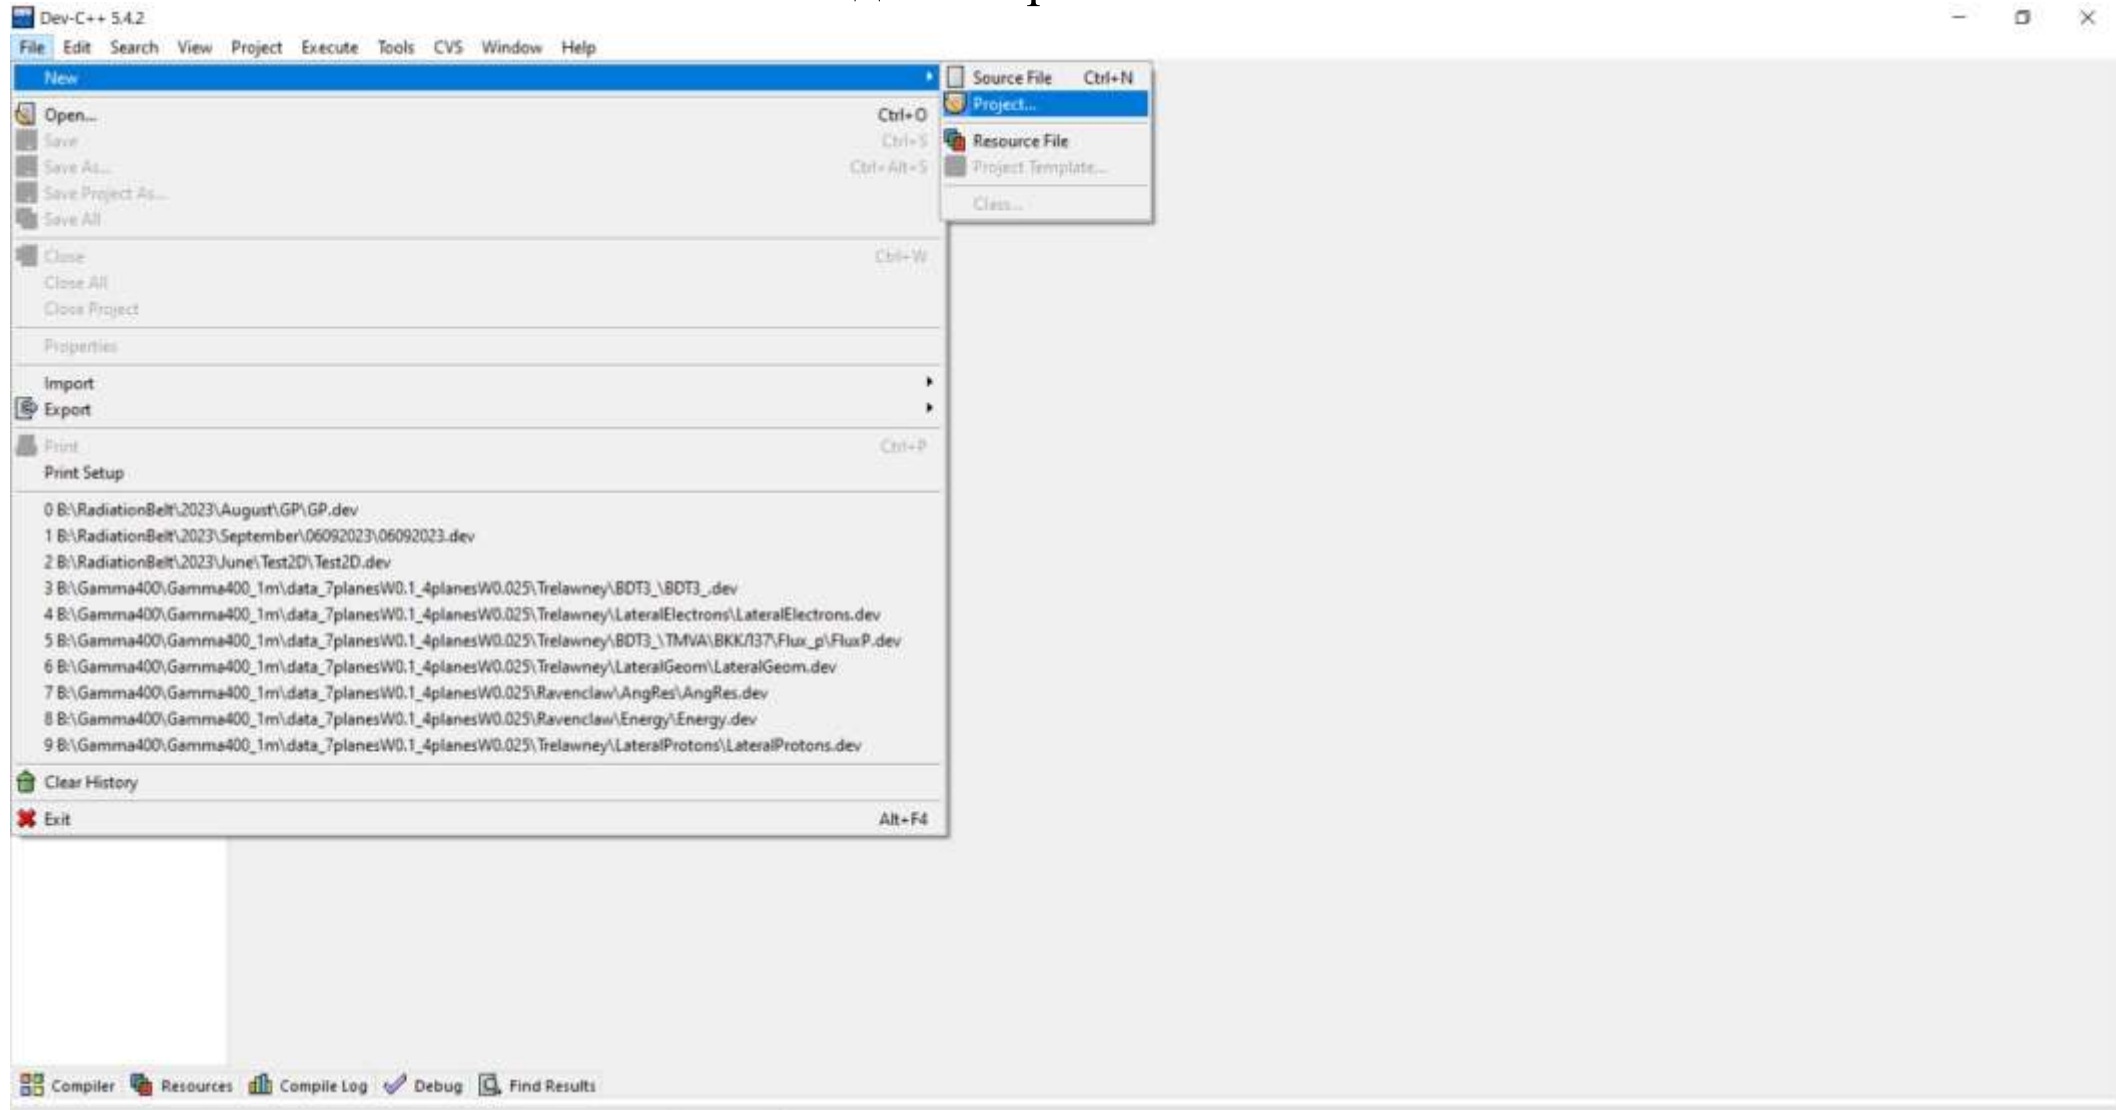 Dev-C++ 5.4.2
File Edit Search View Project Execute Tools CVS Window Help
New
Source File Ctrl+N
Project...
Resource File
Project Template...
Class...
Open... Ctrl+O
Save Ctrl+S
Save As... Ctrl+Alt+S
Save Project As...
Save All
Close Ctrl+W
Close All
Close Project
Properties
Import
Export
Print Ctrl+P
Print Setup
0 B:\RadiationBelt\2023\August\GP\GP.dev
1 B:\RadiationBelt\2023\September\06092023\06092023.dev
2 B:\RadiationBelt\2023\June\Test2D\Test2D.dev
3 B:\Gamma400\Gamma400_1m\data_7planesW0.1_4planesW0.025\Trelawney\BDT3_\BDT3_.dev
4 B:\Gamma400\Gamma400_1m\data_7planesW0.1_4planesW0.025\Trelawney\LateralElectrons\LateralElectrons.dev
5 B:\Gamma400\Gamma400_1m\data_7planesW0.1_4planesW0.025\Trelawney\BDT3_\TMVA\BKK/137\Flux_p\FluxP.dev
6 B:\Gamma400\Gamma400_1m\data_7planesW0.1_4planesW0.025\Trelawney\LateralGeom\LateralGeom.dev
7 B:\Gamma400\Gamma400_1m\data_7planesW0.1_4planesW0.025\Ravenclaw\AngRes\AngRes.dev
8 B:\Gamma400\Gamma400_1m\data_7planesW0.1_4planesW0.025\Ravenclaw\Energy\Energy.dev
9 B:\Gamma400\Gamma400_1m\data_7planesW0.1_4planesW0.025\Trelawney\LateralProtons\LateralProtons.dev
Clear History
Exit Alt+F4
Compiler Resources Compile Log Debug Find Results